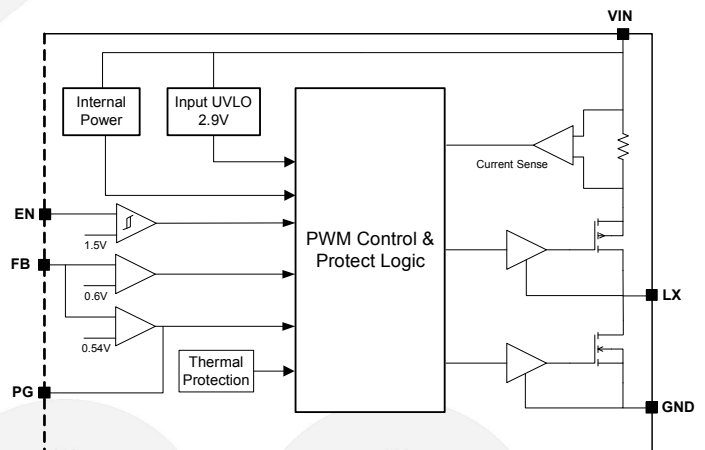 VIN
Internal
Power
Input UVLO
2.9V
Current Sense
EN
1.5V
PWM Control &
Protect Logic
FB
0.6V
LX
0.54V
Thermal
Protection
PG
GND